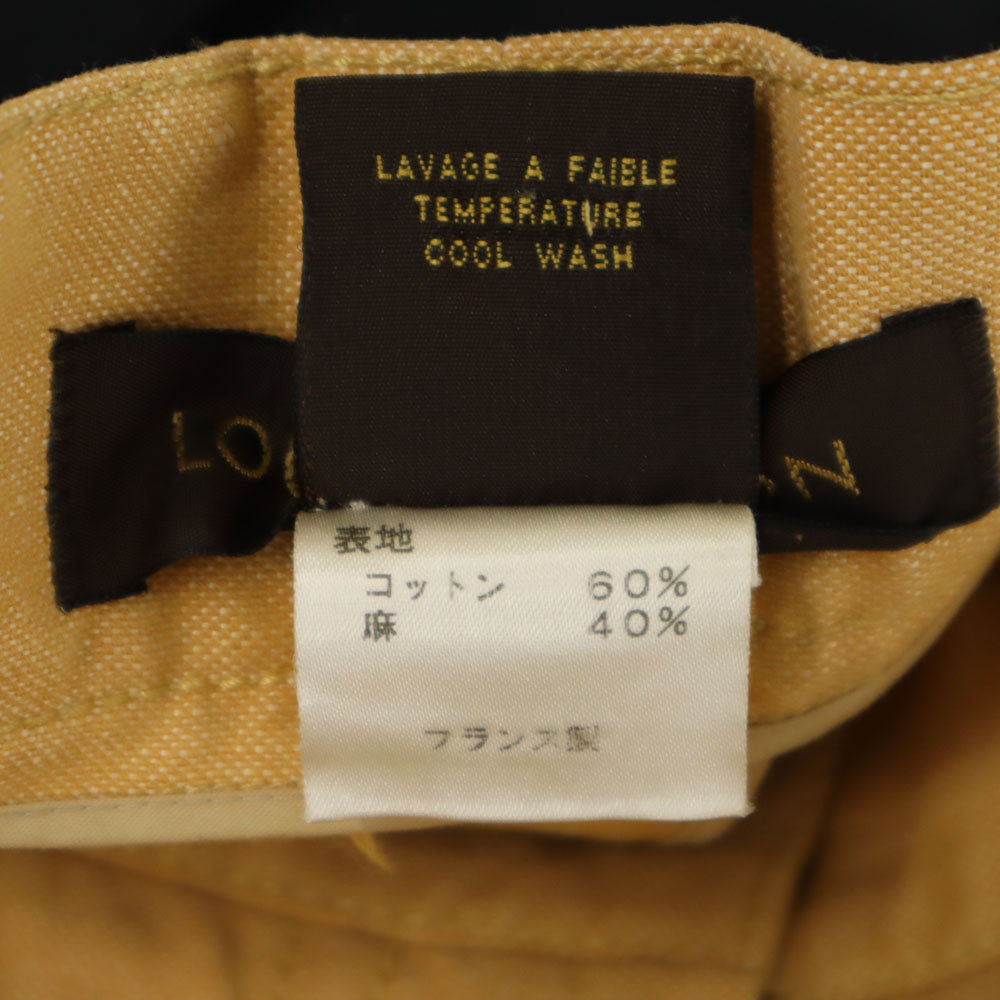 LAVAGE A FAIBLE
TEMPERATURE
COOL WASH
表地
コットン 60%
麻 40%
フランス製